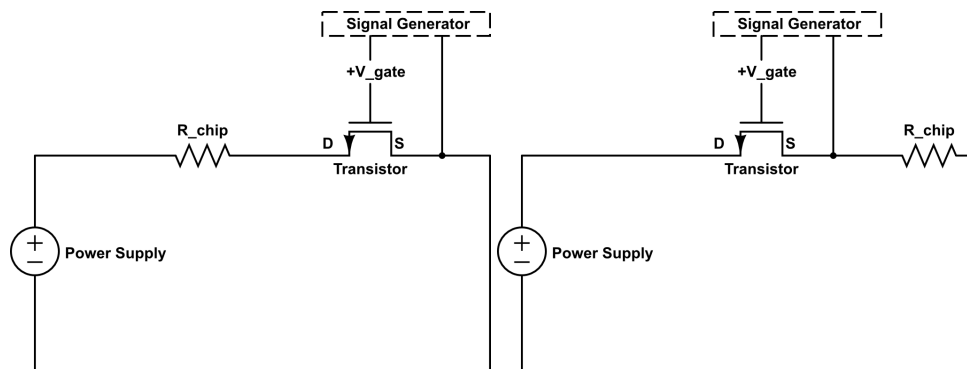 Signal Generator
+V_gate
R_chip
D
S
Transistor
+
−
Power Supply
Signal Generator
+V_gate
R_chip
D
S
Transistor
+
−
Power Supply